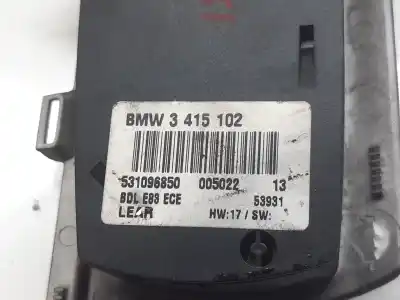 BMW 3 415 102
531096850 005022 13
BDL E83 ECE 53931
LEAR HW:17 / SW: